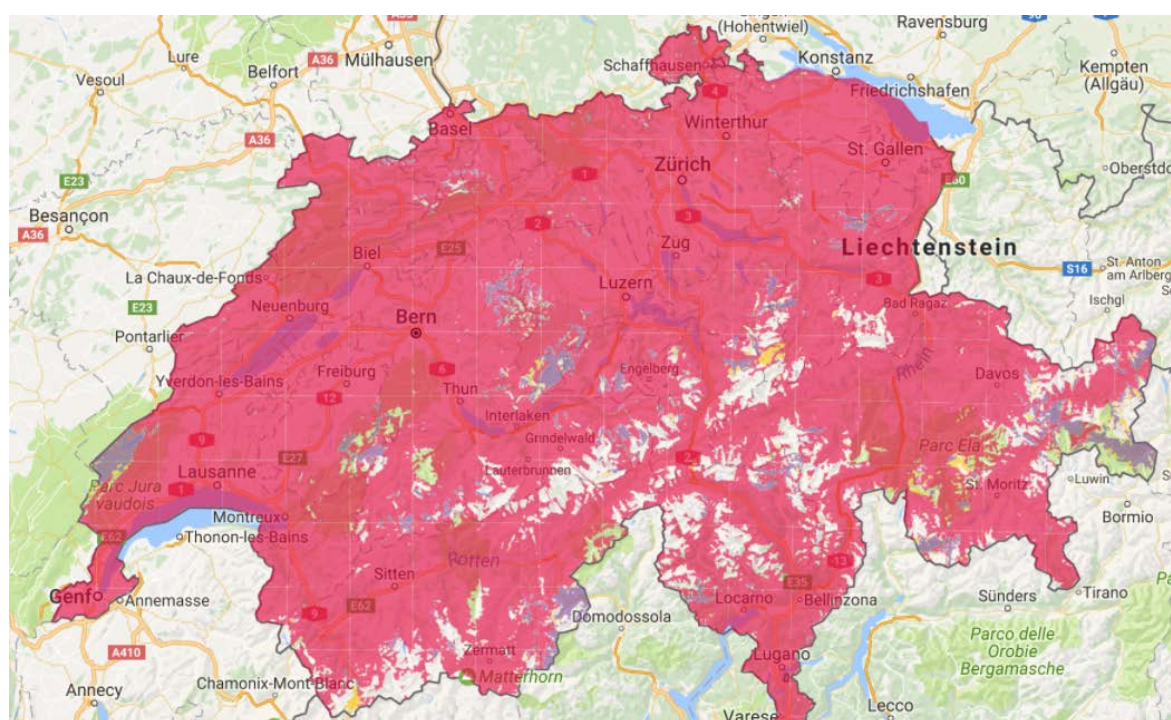 A35
Singen
(Hohentwiel)
Ravensburg
96
Lure
A36
Mülhausen
Schaffhausen
Konstanz
Kempten
(Allgäu)
Vesoul
Belfort
4
Friedrichshafen
A36
Basel
Winterthur
St. Gallen
Zürich
Oberstdo
E23
1
E60
Besançon
A36
2
3
E25
Zug
Liechtenstein
Biel
S16
St. Anton
am Arlberg
La Chaux-de-Fonds
3
E23
Neuenburg
Luzern
Bad Ragaz
Ischgl
Bern
Pontarlier
6
Engelberg
Rhein
Yverdon-les-Bains
Freiburg
Thun
Davos
12
Interlaken
9
Grindelwald
Parc Ela
E27
Lauterbrunnen
2
Lausanne
Luwin
Parc Jura
vaudois
1
St. Moritz
Montreux
Bormio
E62
Thonon-les-Bains
Rotten
13
Sitten
E35
Genf
Annemasse
Locarno
Bellinzona
Sünders
Tirano
9
E62
Domodossola
A410
Zermatt
Lugano
Parco delle
Orobie
Bergamasche
Matterhorn
Chamonix-Mont-Blanc
Annecy
Varese
Lecco